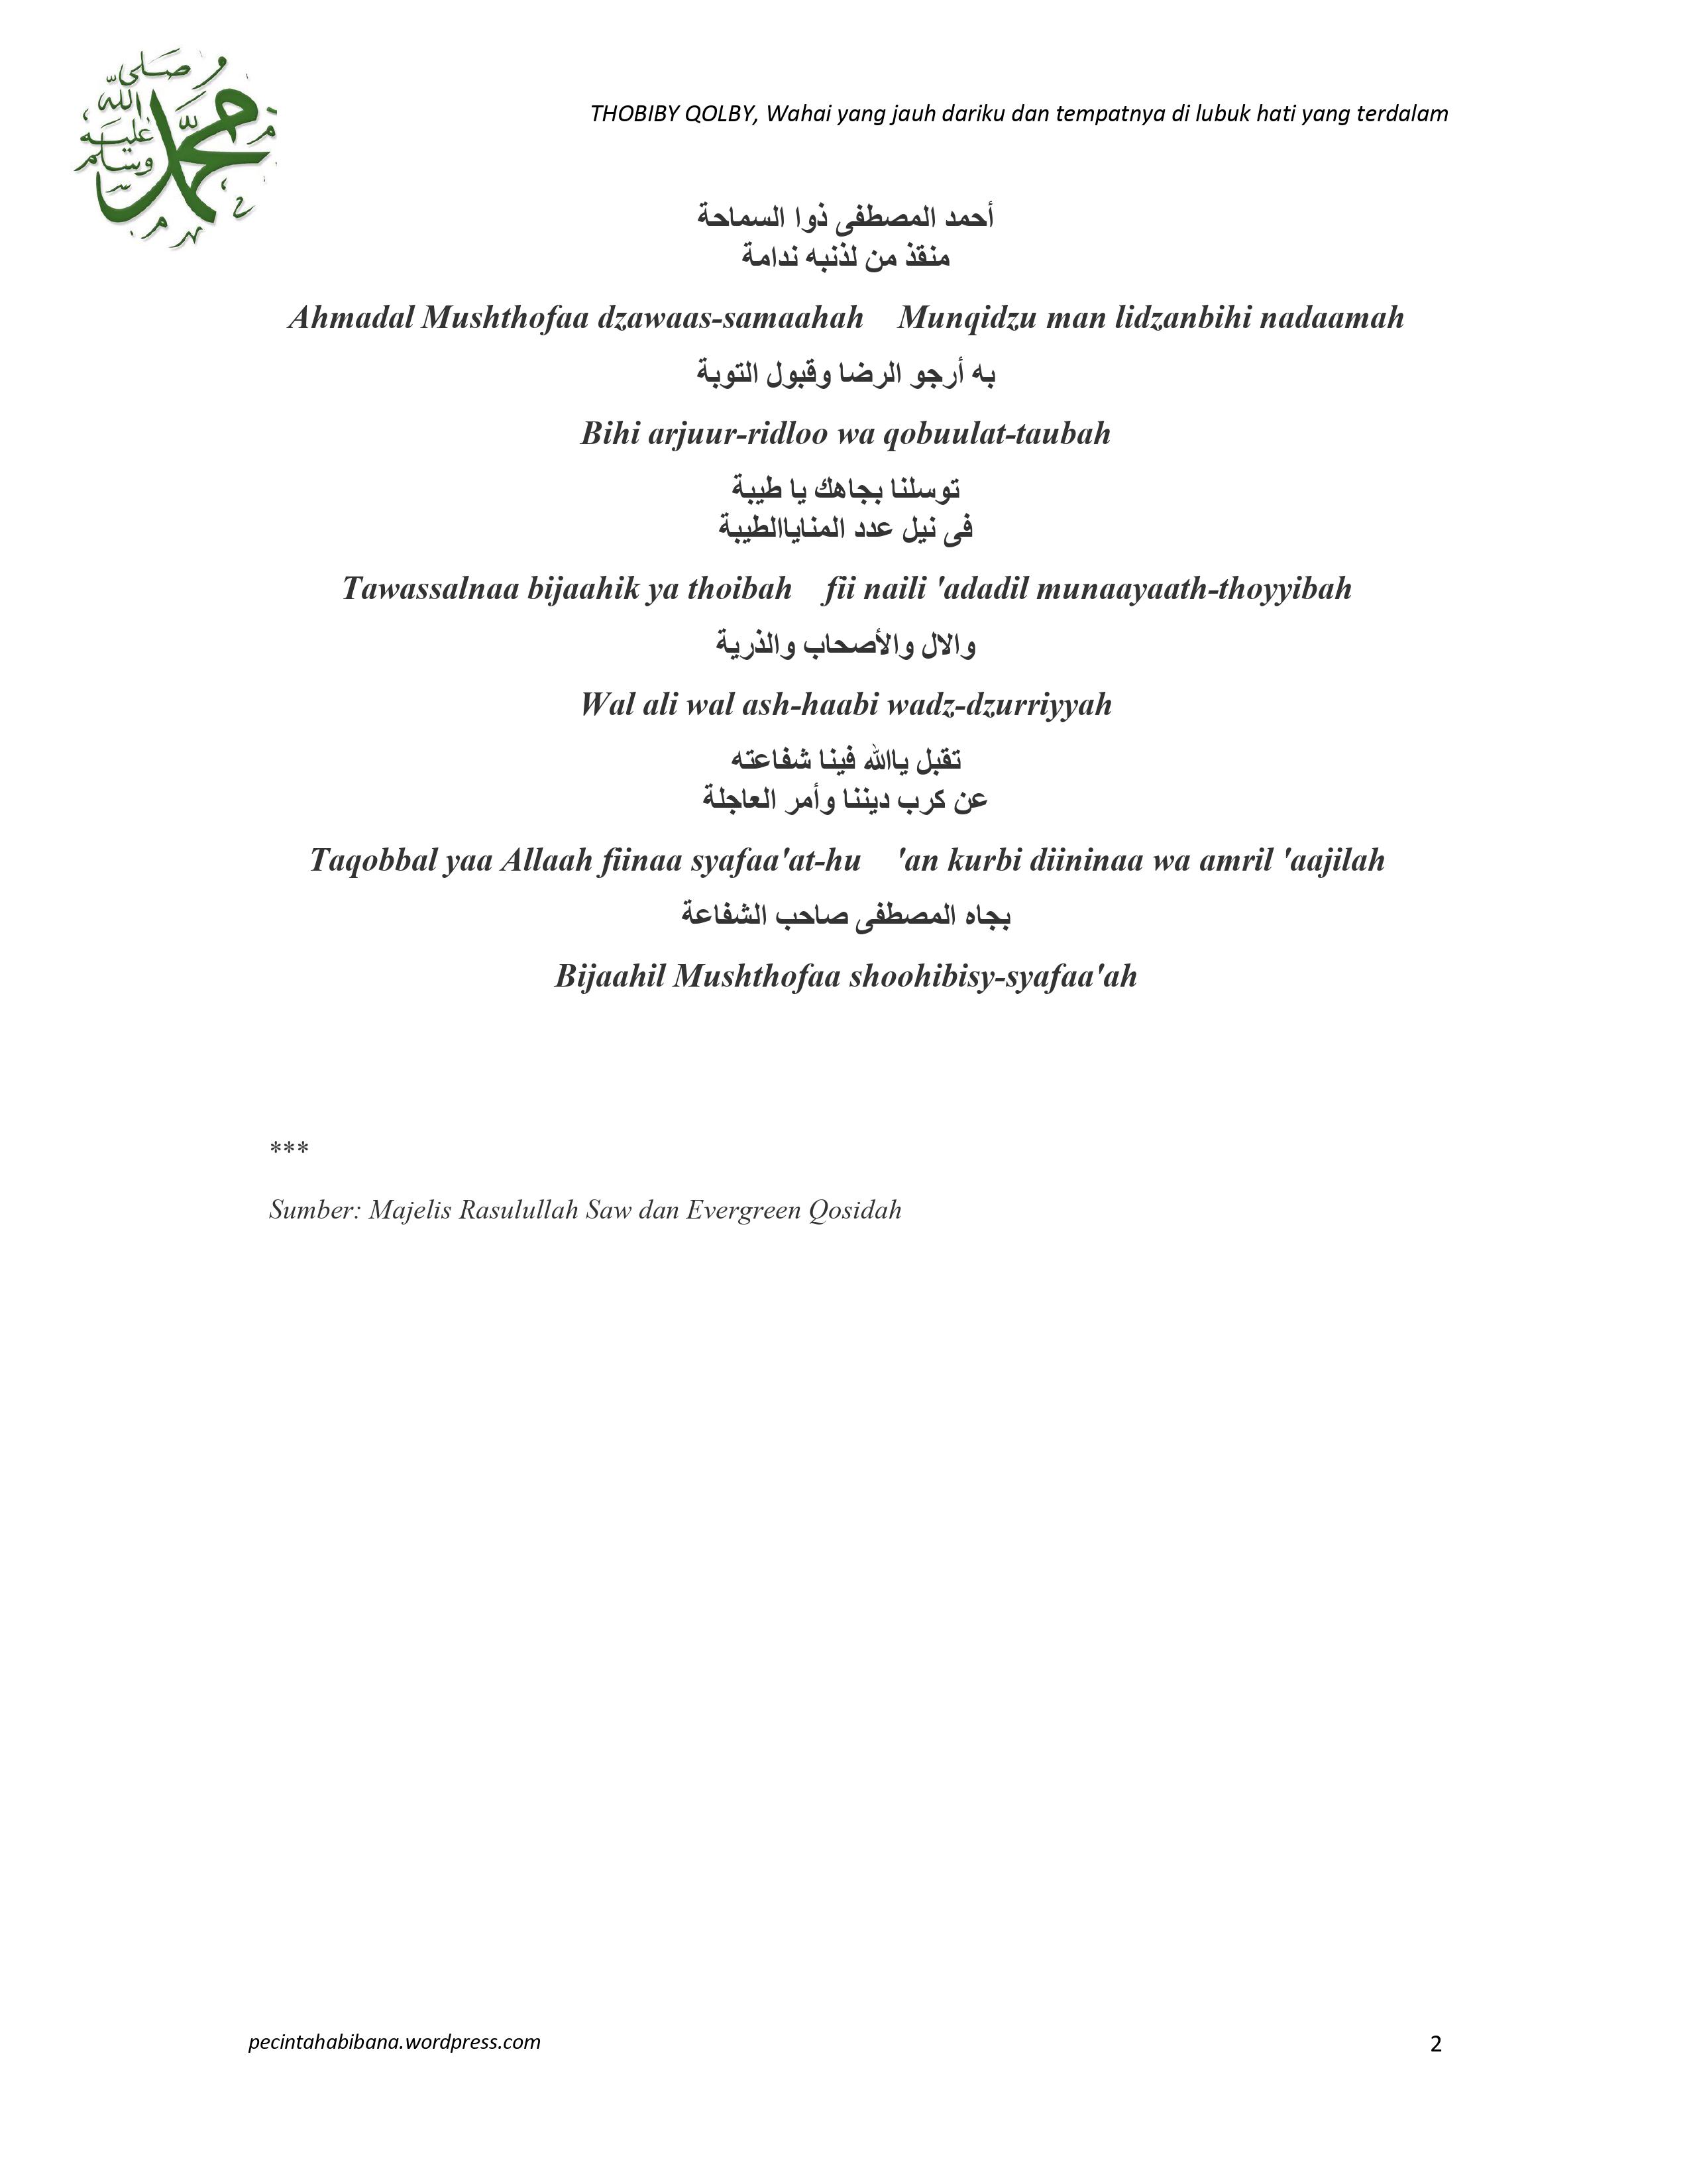 صلى الله عليه وسلم
محمد
THOBIBY QOLBY, Wahai yang jauh dariku dan tempatnya di lubuk hati yang terdalam
أحمد المصطفى ذوا السماحة
منقذ من لذنبه ندامة
Ahmadal Mushthofaa dzawaas-samaahah    Munqidzu man lidzanbihi nadaamah
به أرجو الرضا وقبول التوبة
Bihi arjuur-ridloo wa qobuulat-taubah
توسلنا بجاهك يا طيبة
فى نيل عدد المناياالطيبة
Tawassalnaa bijaahik ya thoibah    fii naili 'adadil munaayaath-thoyyibah
والال والأصحاب والذرية
Wal ali wal ash-haabi wadz-dzurriyyah
تقبل ياالله فينا شفاعته
عن كرب ديننا وأمر العاجلة
Taqobbal yaa Allaah fiinaa syafaa'at-hu    'an kurbi diininaa wa amril 'aajilah
بجاه المصطفى صاحب الشفاعة
Bijaahil Mushthofaa shoohibisy-syafaa'ah
***
Sumber: Majelis Rasulullah Saw dan Evergreen Qosidah
pecintahabibana.wordpress.com    2